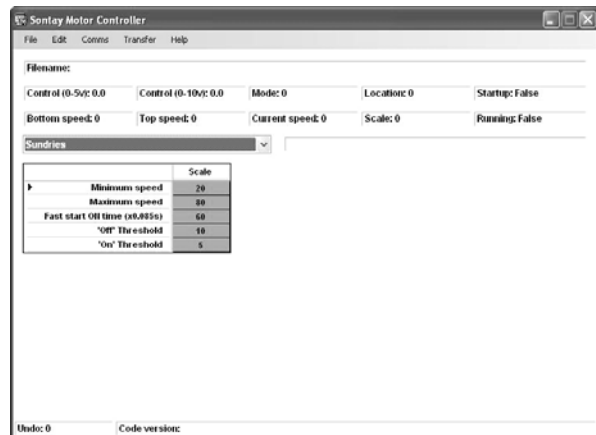 Sontay Motor Controller
File Edit Comms Transfer Help
Filename:
Control (0-5v): 0.0 Control (0-10v): 0.0 Mode: 0 Location: 0 Startup: False
Bottom speed: 0 Top speed: 0 Current speed: 0 Scale: 0 Running: False
Sundries
Scale
Minimum speed 20
Maximum speed 80
Fast start Off time (x0.085s) 60
'Off' Threshold 10
'On' Threshold 5
Undo: 0 Code version: